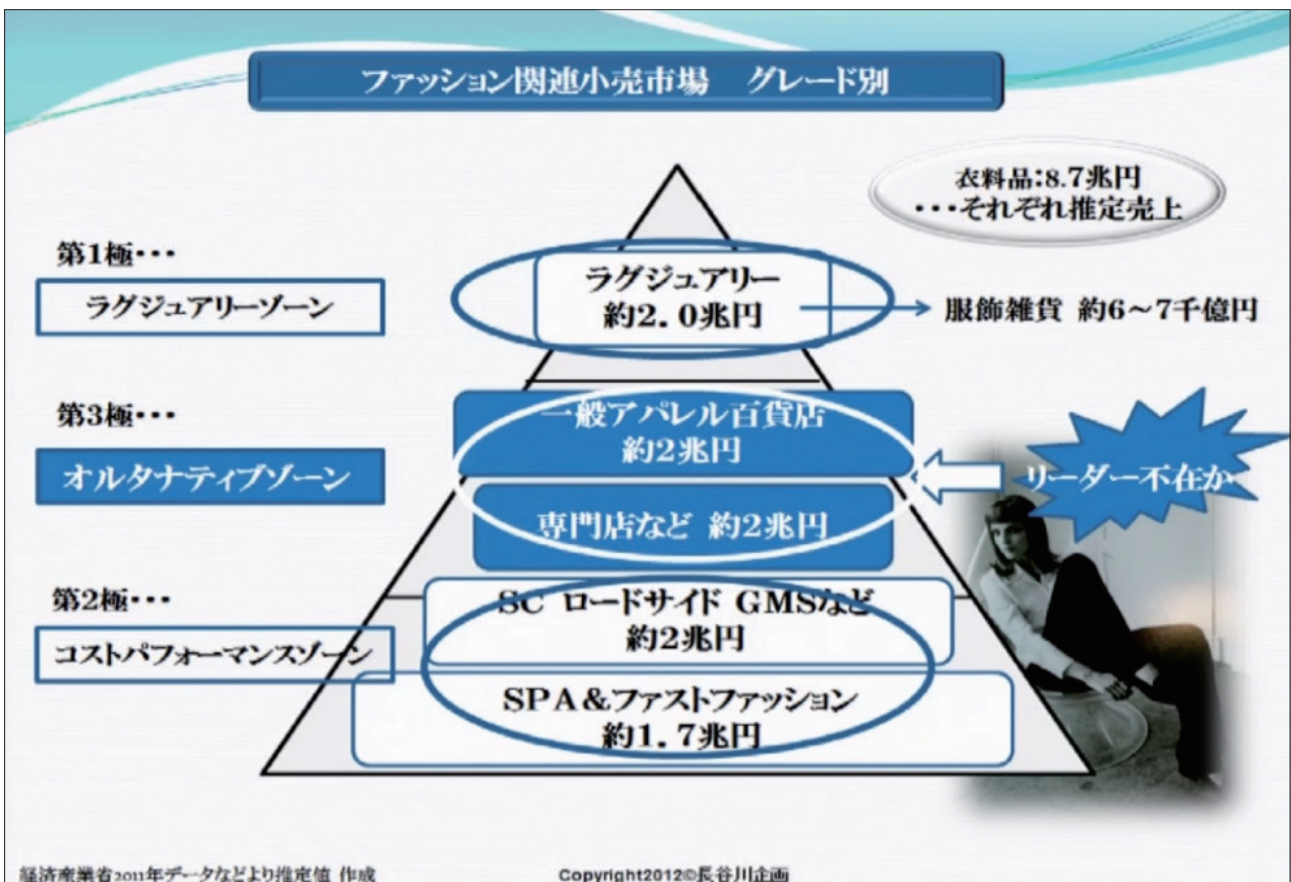 ファッション関連小売市場　グレード別
衣料品：8.7兆円
・・・それぞれ推定売上
第1極・・・
ラグジュアリーゾーン
ラグジュアリー
約2．0兆円
服飾雑貨 約6～7千億円
第3極・・・
オルタナティブゾーン
一般アパレル百貨店
約2兆円
リーダー不在か
専門店など 約2兆円
第2極・・・
コストパフォーマンスゾーン
SC ロードサイド GMSなど
約2兆円
SPA&ファストファッション
約1．7兆円
経済産業省2011年データなどより推定値 作成
Copyright2012©長谷川企画